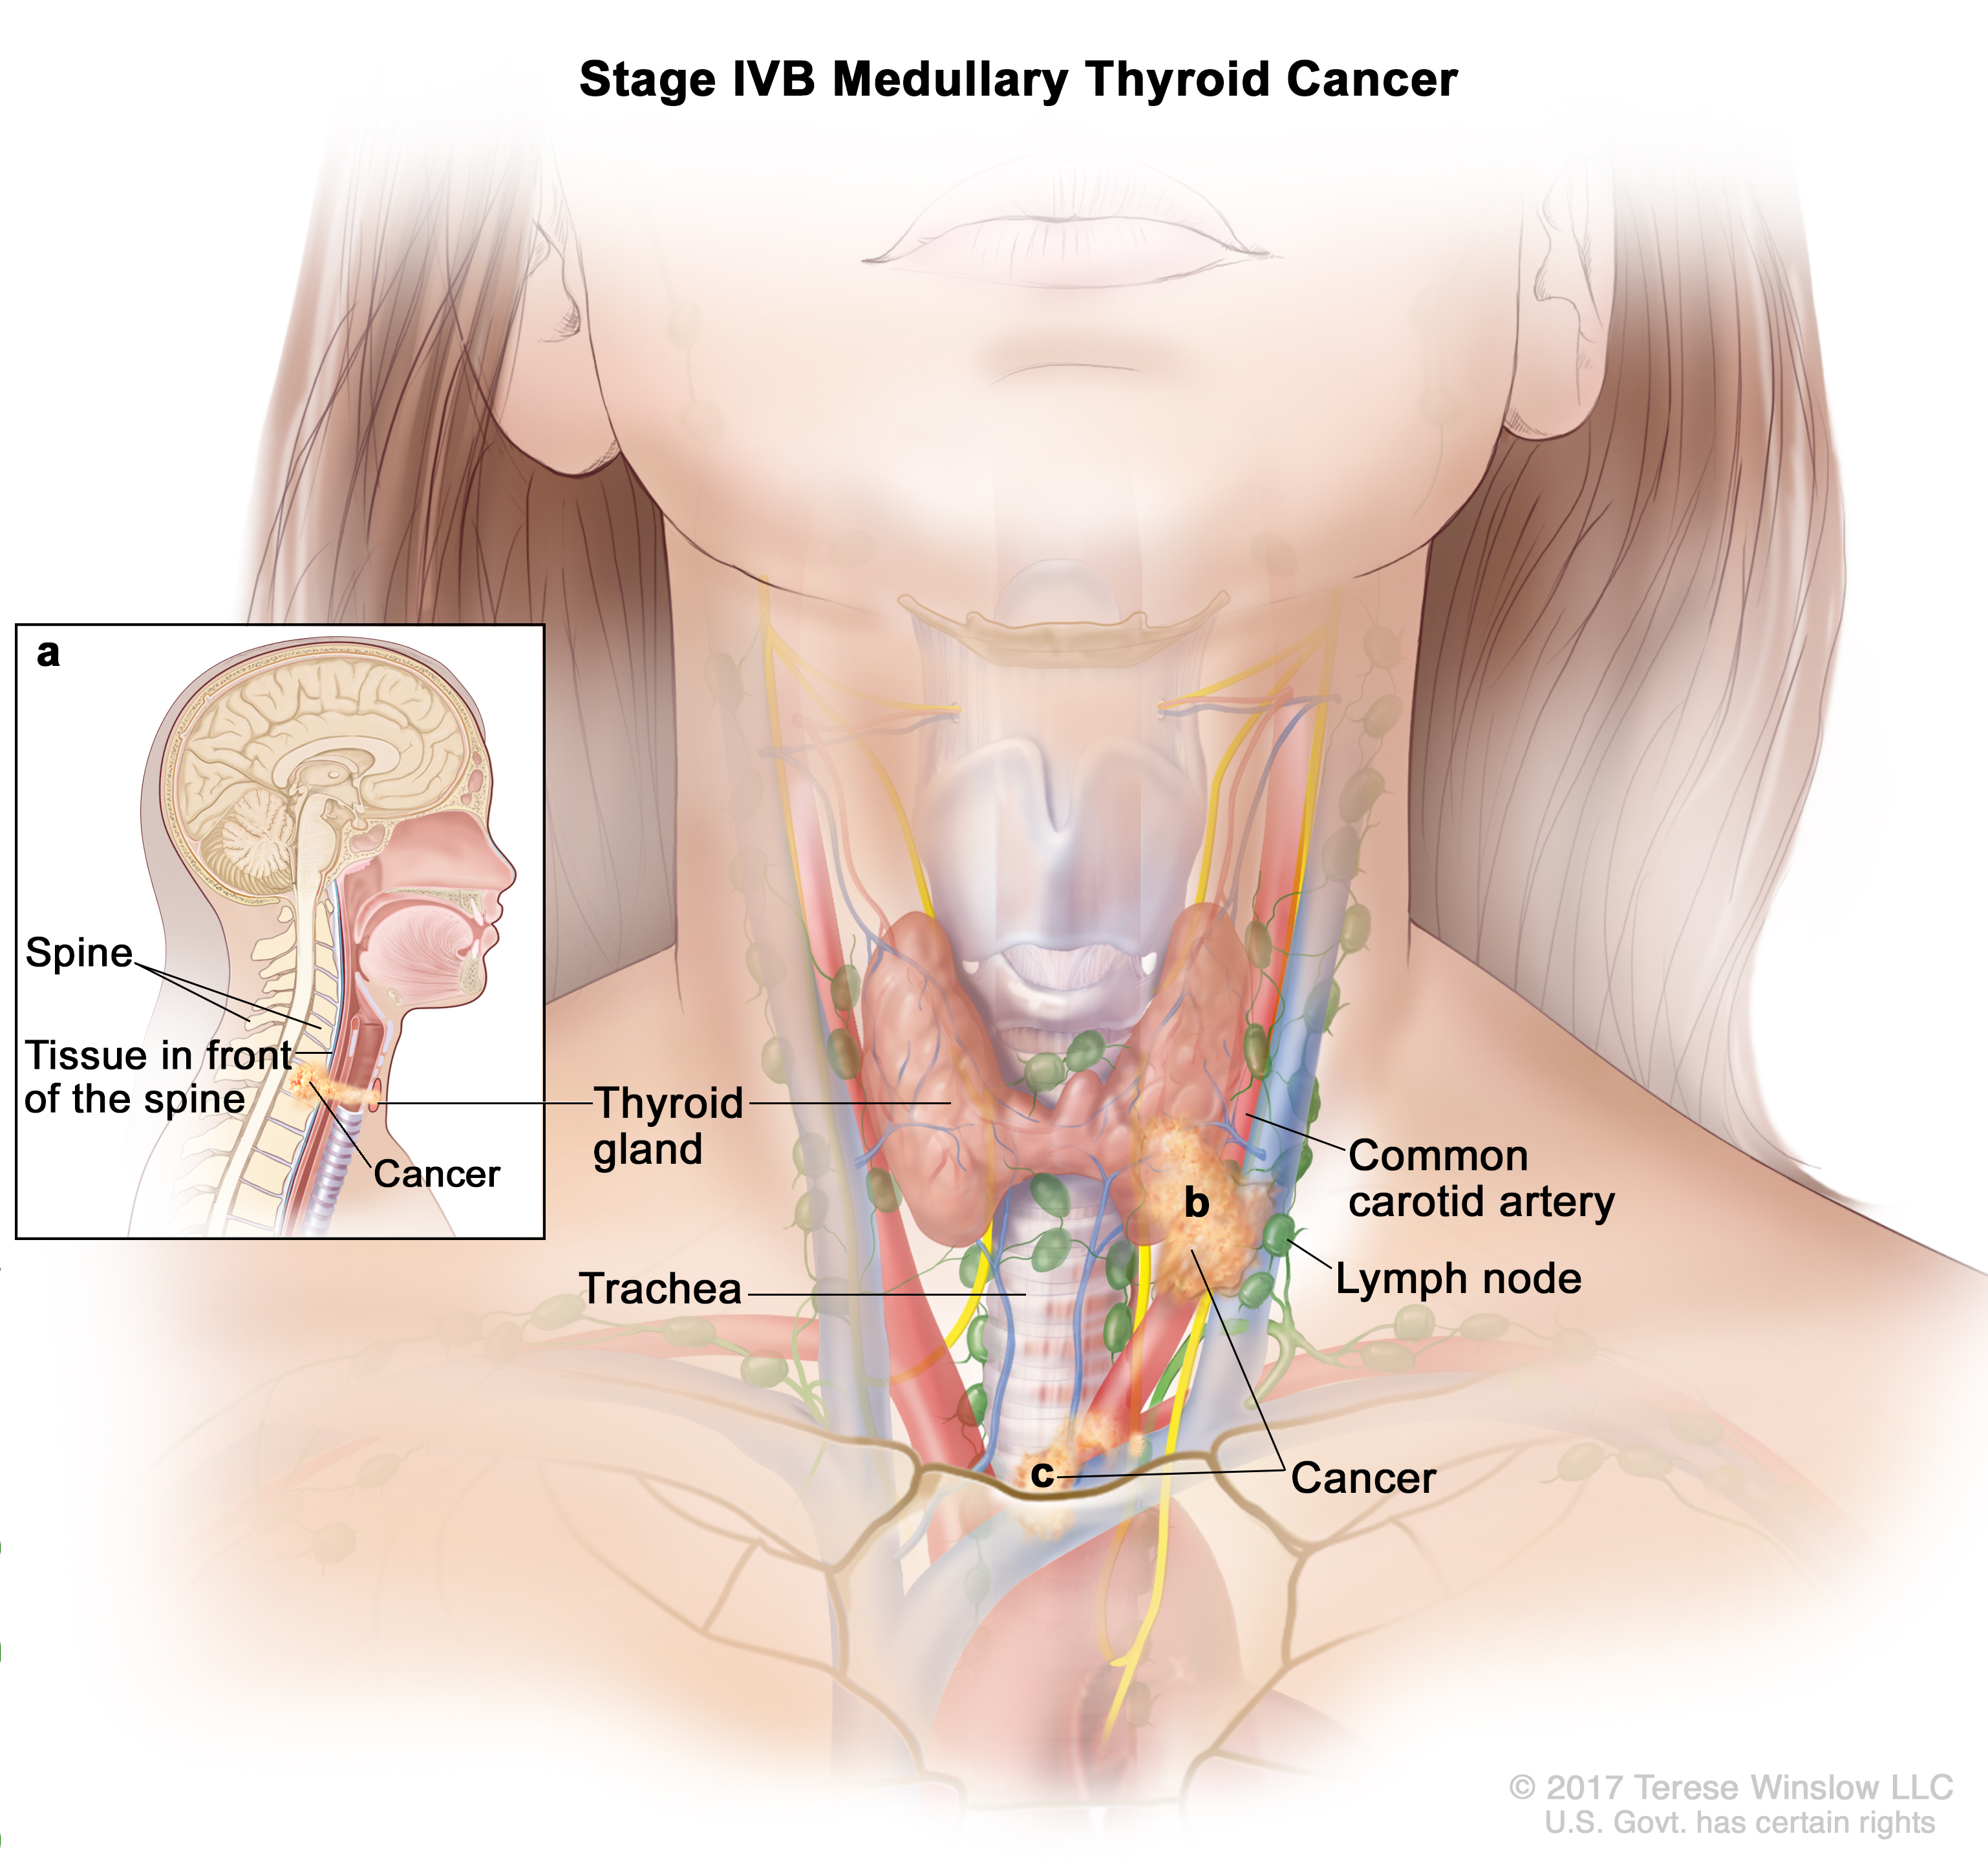 Stage IVB Medullary Thyroid Cancer
a
Spine
Tissue in front
of the spine
Cancer
Thyroid
gland
Trachea
Common
carotid artery
b
Lymph node
c
Cancer
© 2017 Terese Winslow LLC
U.S. Govt. has certain rights